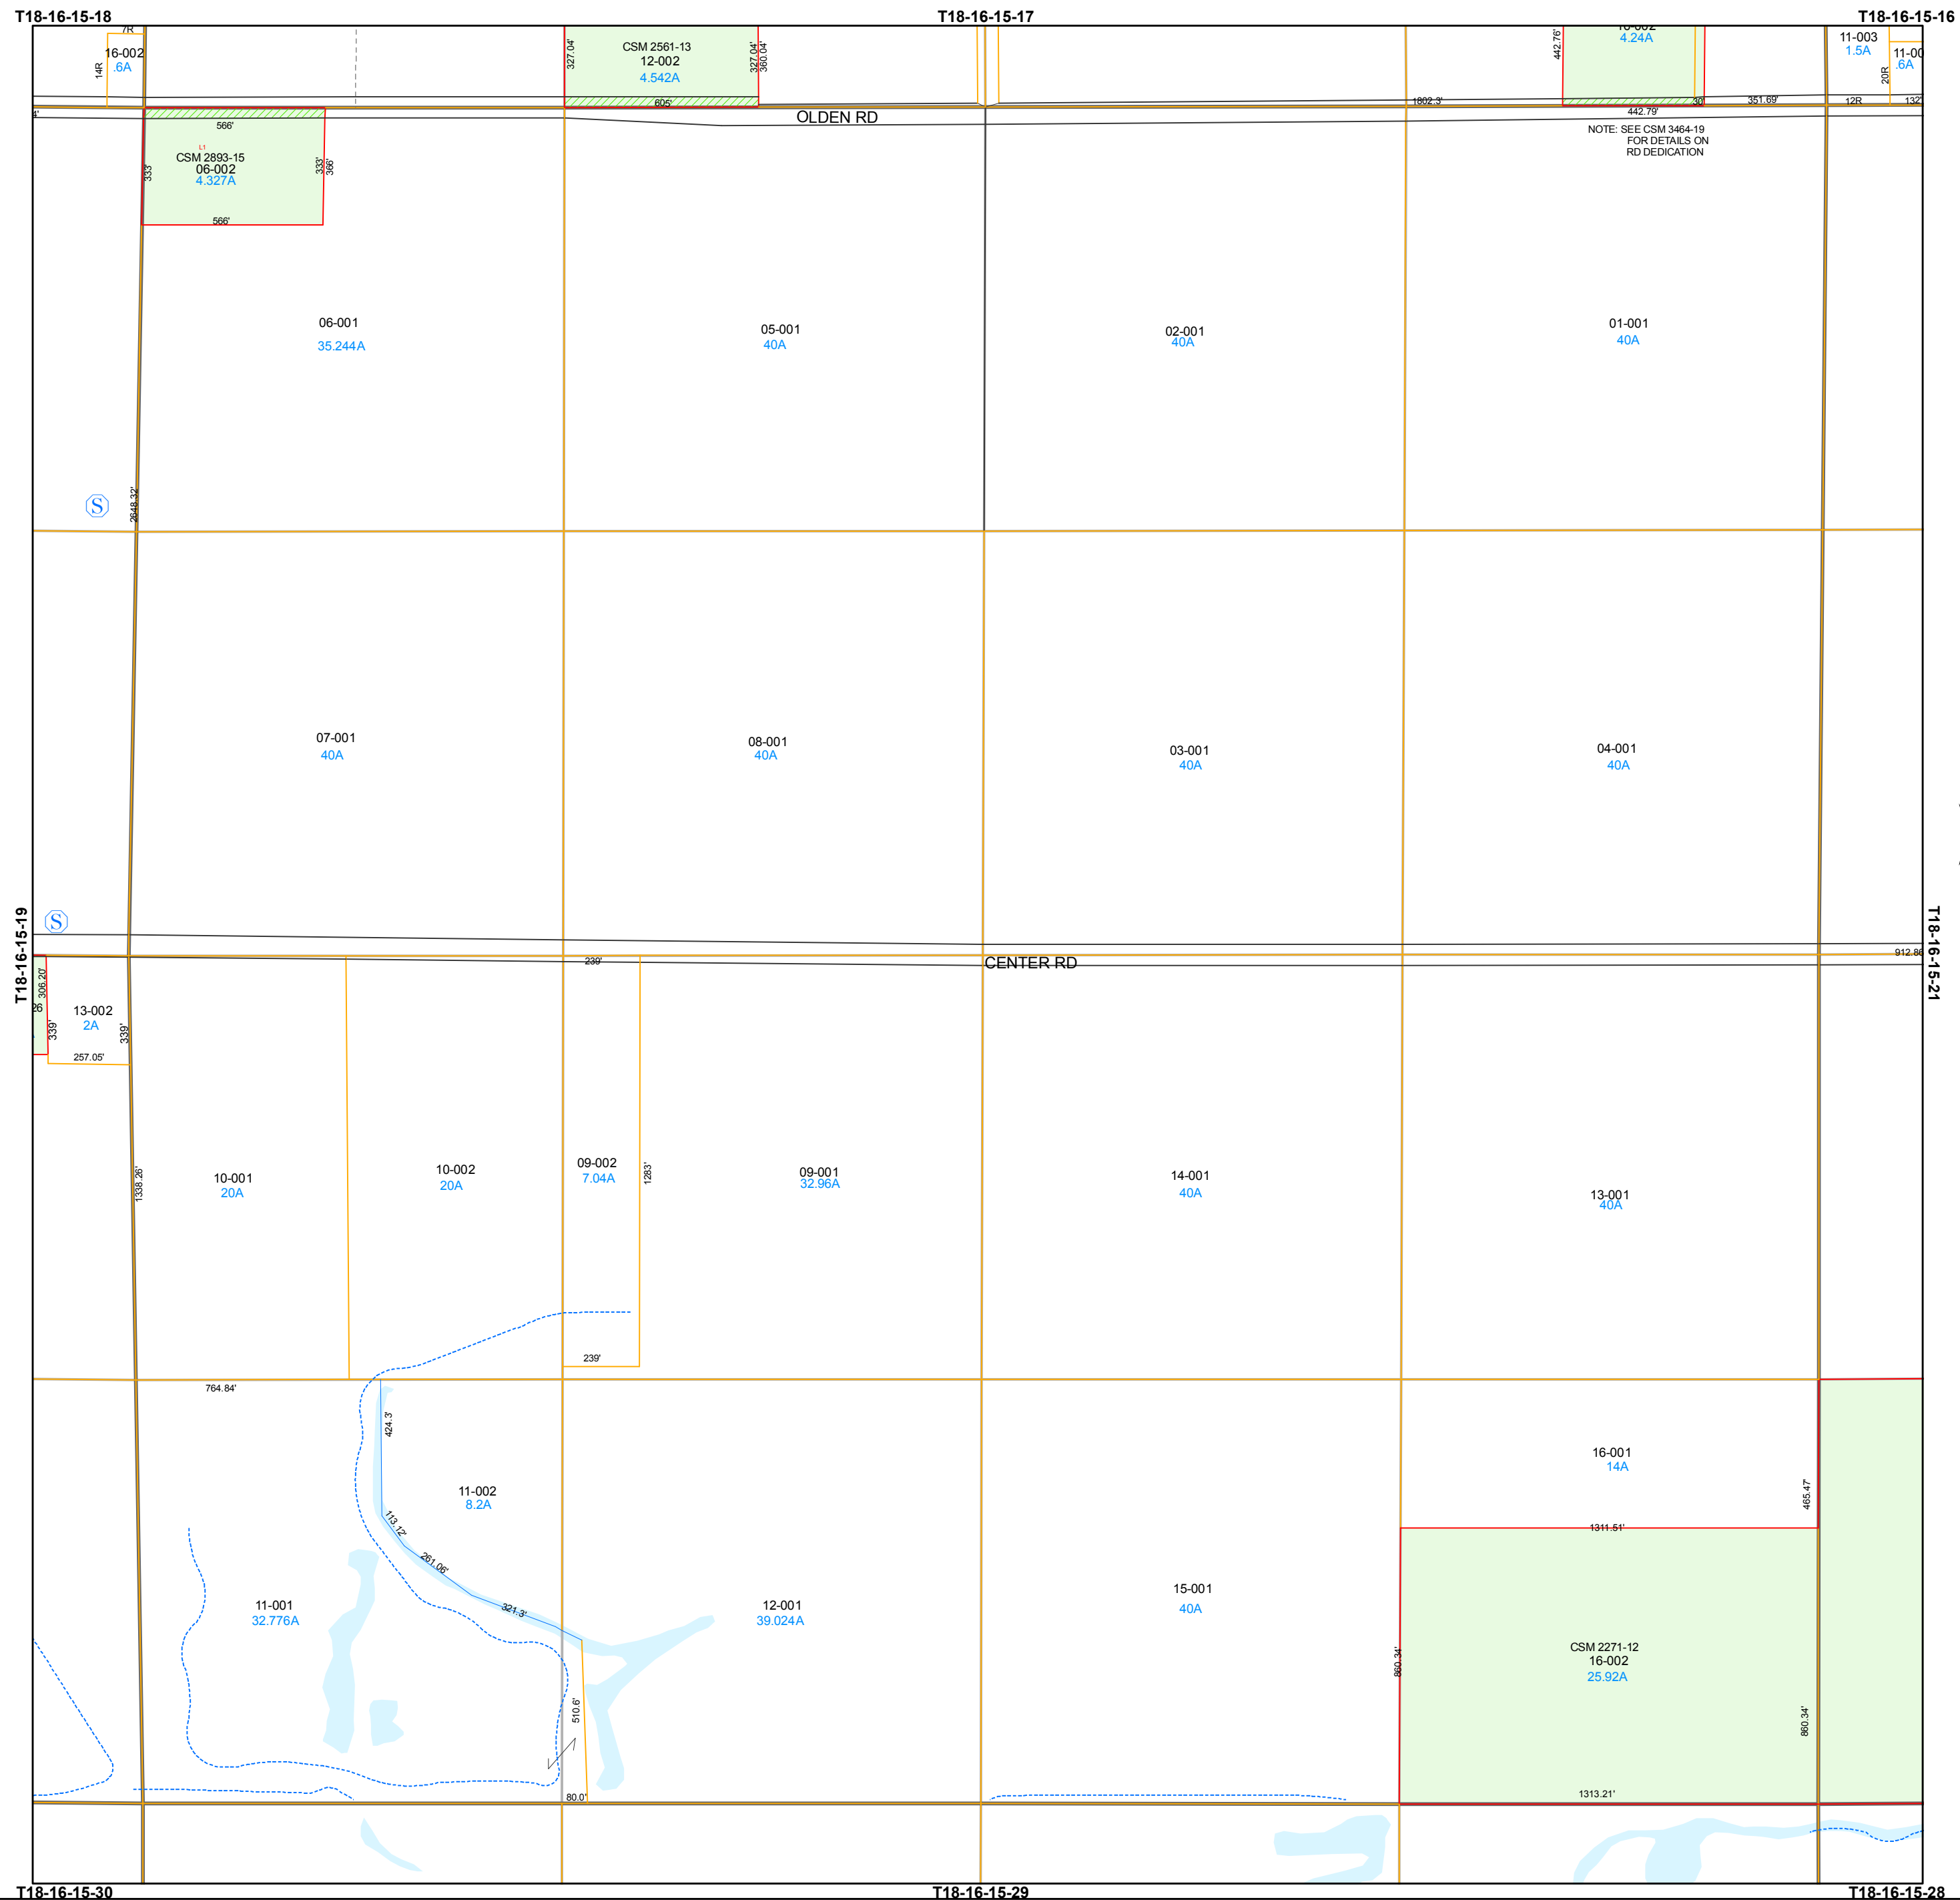 T18-16-15-18
T18-16-15-17
T18-16-15-16
7R
16-002
.6A
14R
327.04'
CSM 2561-13
12-002
4.542A
327.04'
360.04'
605'
442.76'
4.24A
11-003
1.5A
20R
.6A
OLDEN RD
1802.3'
30'
442.79'
351.69'
12R
132'
NOTE: SEE CSM 3464-19
FOR DETAILS ON
RD DEDICATION
566'
L1
CSM 2893-15
06-002
4.327A
333'
333'
366'
566'
06-001
35.244A
05-001
40A
02-001
40A
01-001
40A
2648.32'
S
07-001
40A
08-001
40A
03-001
40A
04-001
40A
T18-16-15-19
S
T18-16-15-21
239'
CENTER RD
912.86
306.20'
26
339'
13-002
2A
339'
257.05'
1338.26'
10-001
20A
10-002
20A
09-002
7.04A
1283'
09-001
32.96A
14-001
40A
13-001
40A
239'
764.84'
424.3'
11-002
8.2A
113.12'
261.06'
321.3'
16-001
14A
465.47'
1311.51'
11-001
32.776A
12-001
39.024A
15-001
40A
CSM 2271-12
16-002
25.92A
860.34'
860.34'
510.6'
80.0'
1313.21'
T18-16-15-30
T18-16-15-29
T18-16-15-28